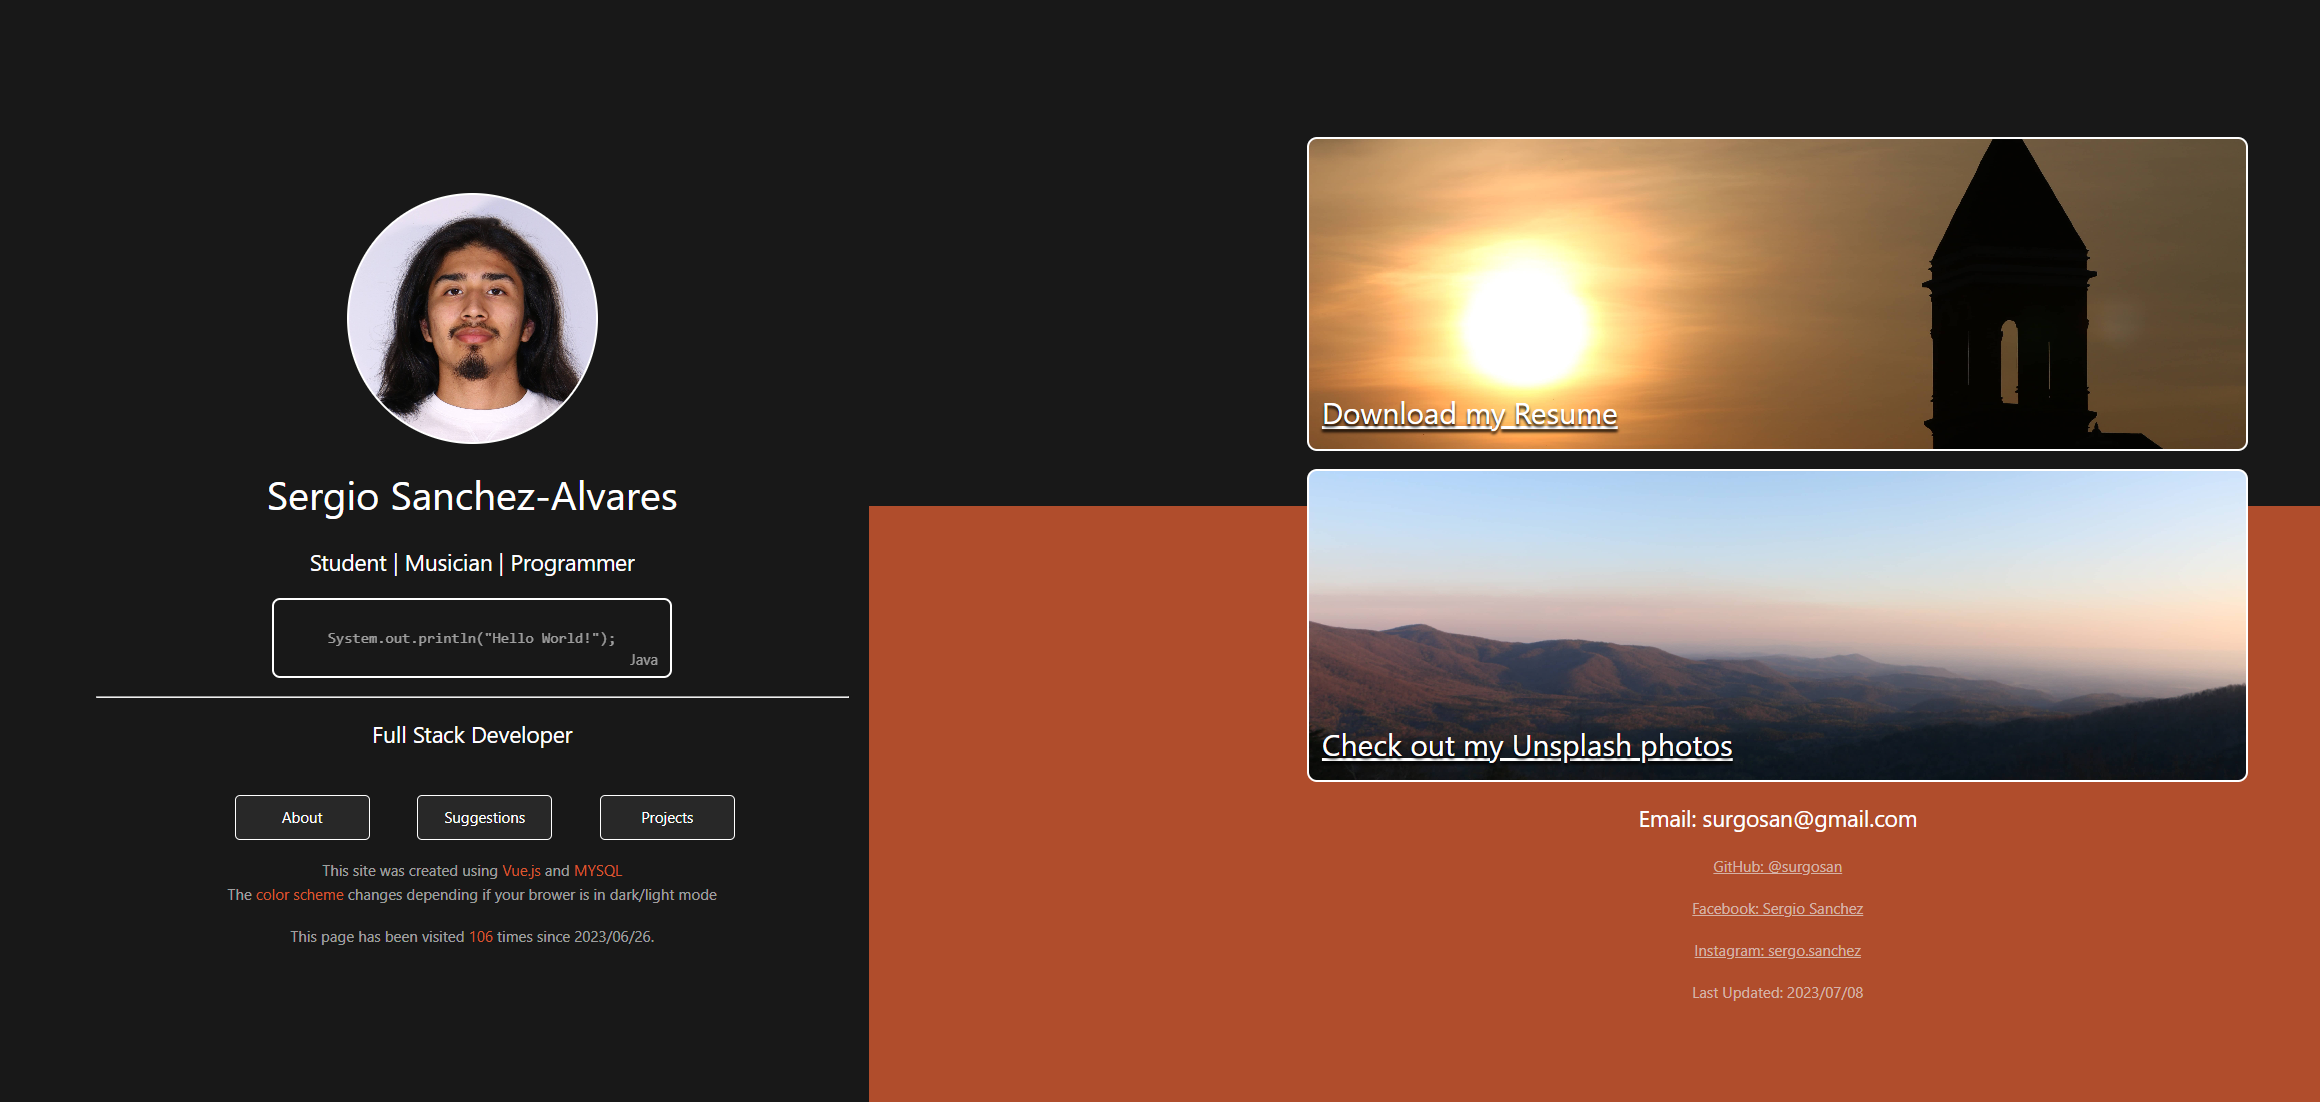 Sergio Sanchez-Alvares
Student | Musician | Programmer
System.out.println("Hello World!");
Java
Full Stack Developer
About
Suggestions
Projects
This site was created using Vue.js and MYSQL
The color scheme changes depending if your brower is in dark/light mode
This page has been visited 106 times since 2023/06/26.
Download my Resume
Check out my Unsplash photos
Email: surgosan@gmail.com
GitHub: @surgosan
Facebook: Sergio Sanchez
Instagram: sergo.sanchez
Last Updated: 2023/07/08